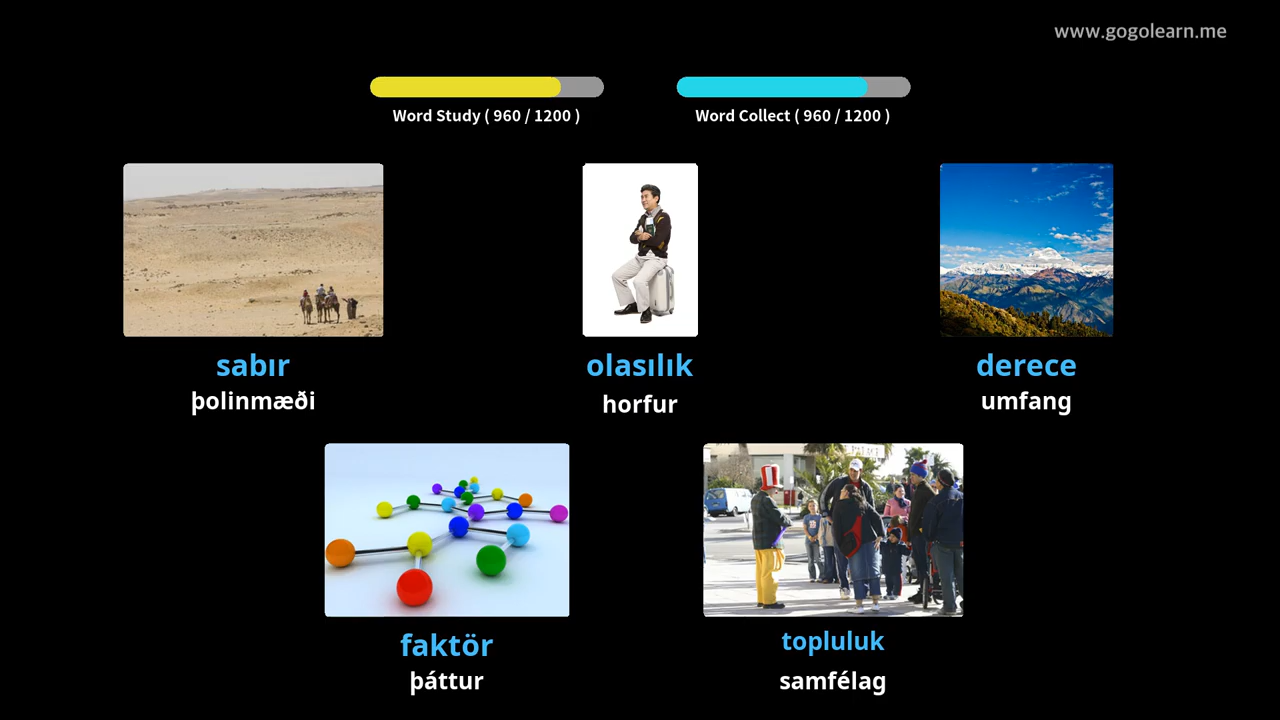 www.gogolearn.me
Word Study ( 960 / 1200 )
Word Collect ( 960 / 1200 )
sabır
þolinmæði
olasılık
horfur
derece
umfang
faktör
þáttur
topluluk
samfélag